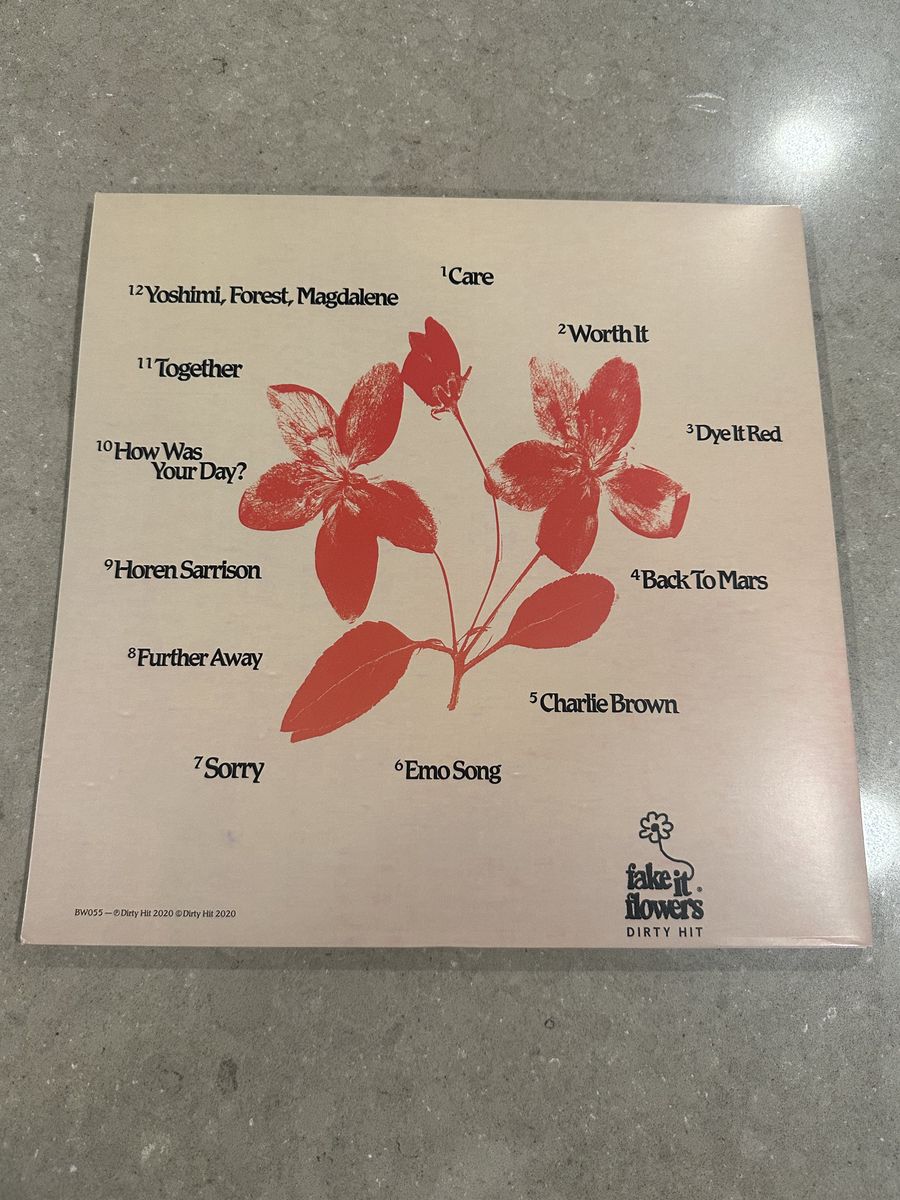 1 Care
2 Worth It
3 Dye It Red
4 Back To Mars
5 Charlie Brown
6 Emo Song
7 Sorry
8 Further Away
9 Horen Sarrison
10 How Was
Your Day?
11 Together
12 Yoshimi, Forest, Magdalene
BW055 — ℗ Dirty Hit 2020 © Dirty Hit 2020
fake it
flowers®
DIRTY HIT